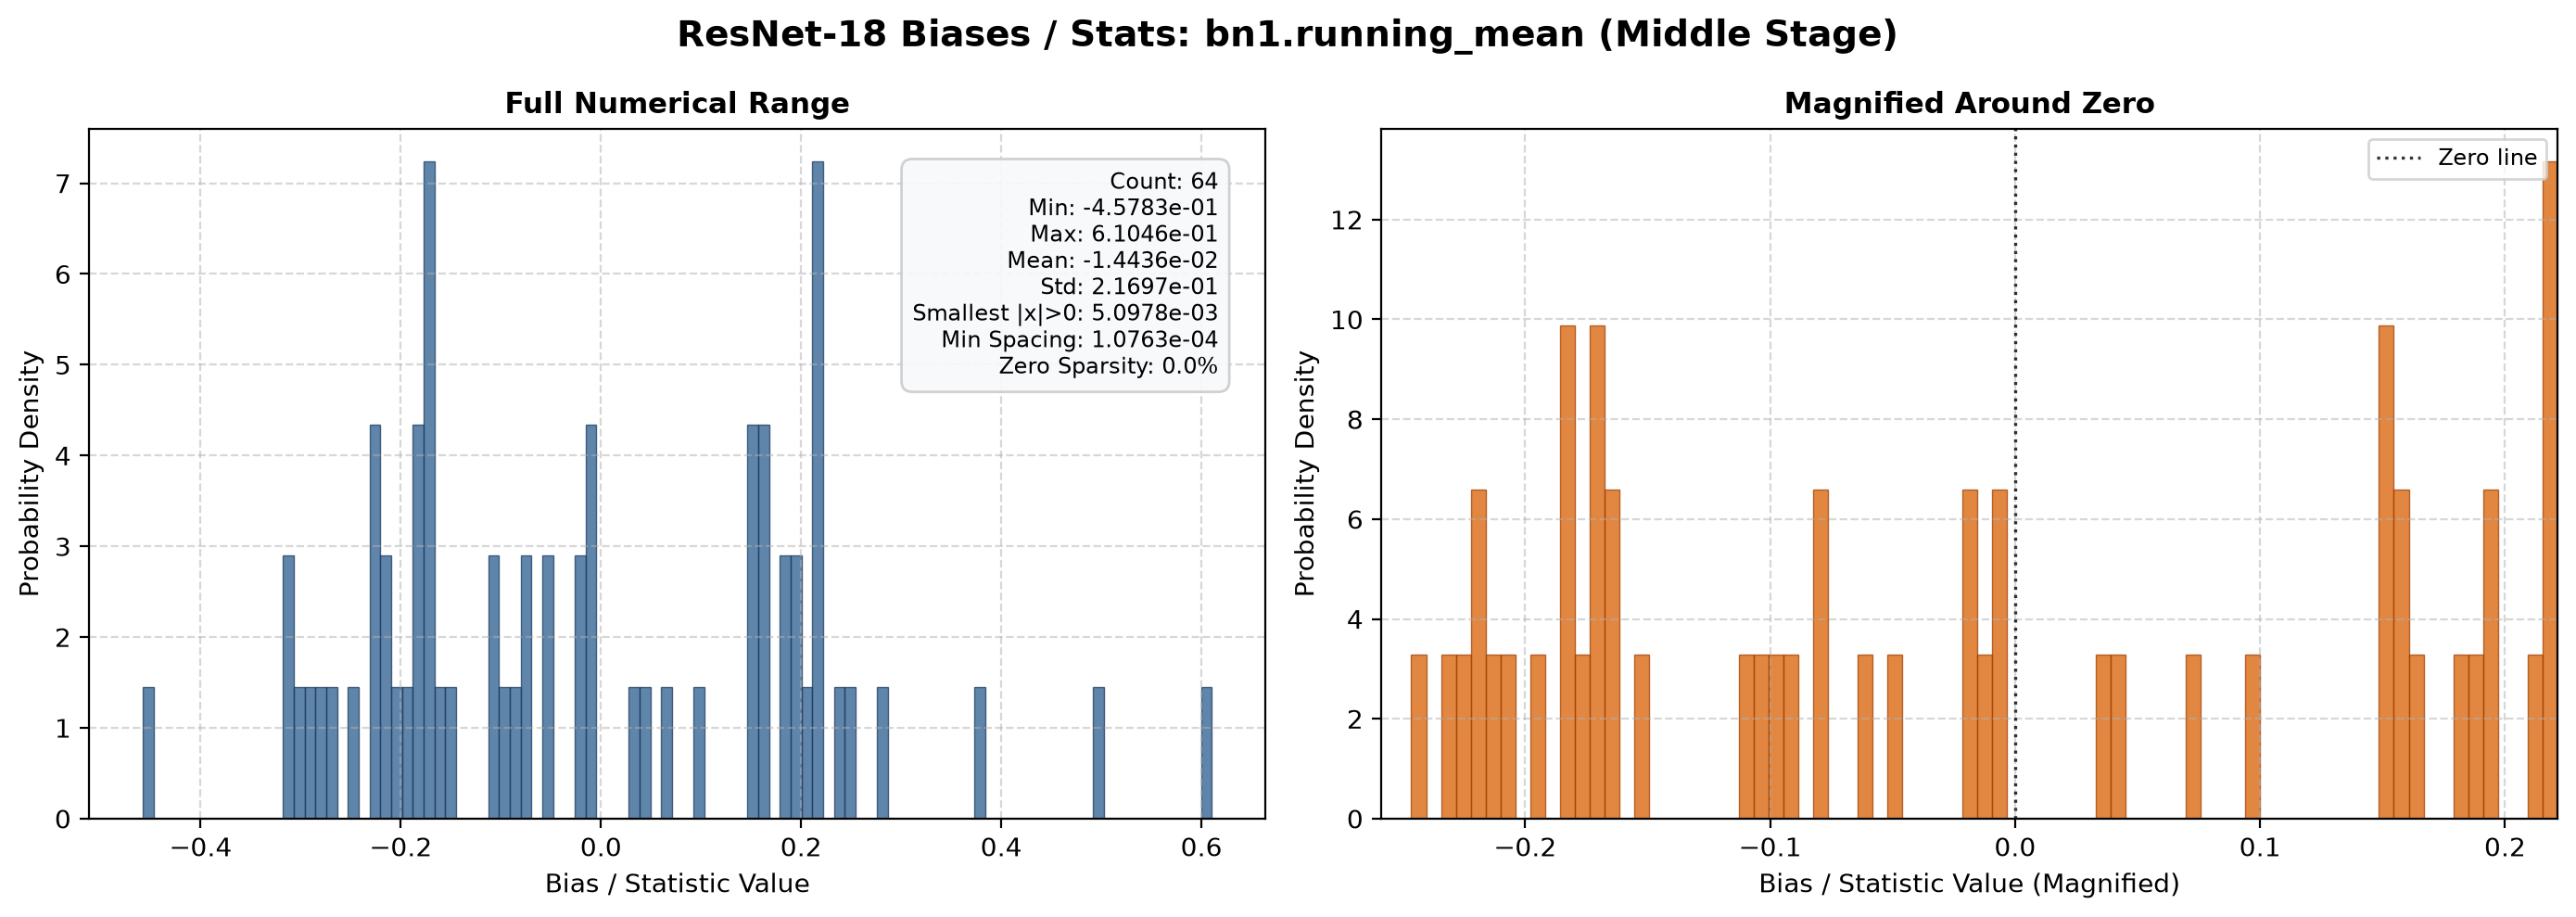 ResNet-18 Biases / Stats: bn1.running_mean (Middle Stage)
Full Numerical Range
Probability Density
7
6
5
4
3
2
1
0
Count: 64
Min: -4.5783e-01
Max: 6.1046e-01
Mean: -1.4436e-02
Std: 2.1697e-01
Smallest |x|>0: 5.0978e-03
Min Spacing: 1.0763e-04
Zero Sparsity: 0.0%
−0.4 −0.2 0.0 0.2 0.4 0.6
Bias / Statistic Value
Magnified Around Zero
Probability Density
12
10
8
6
4
2
0
Zero line
−0.2 −0.1 0.0 0.1 0.2
Bias / Statistic Value (Magnified)